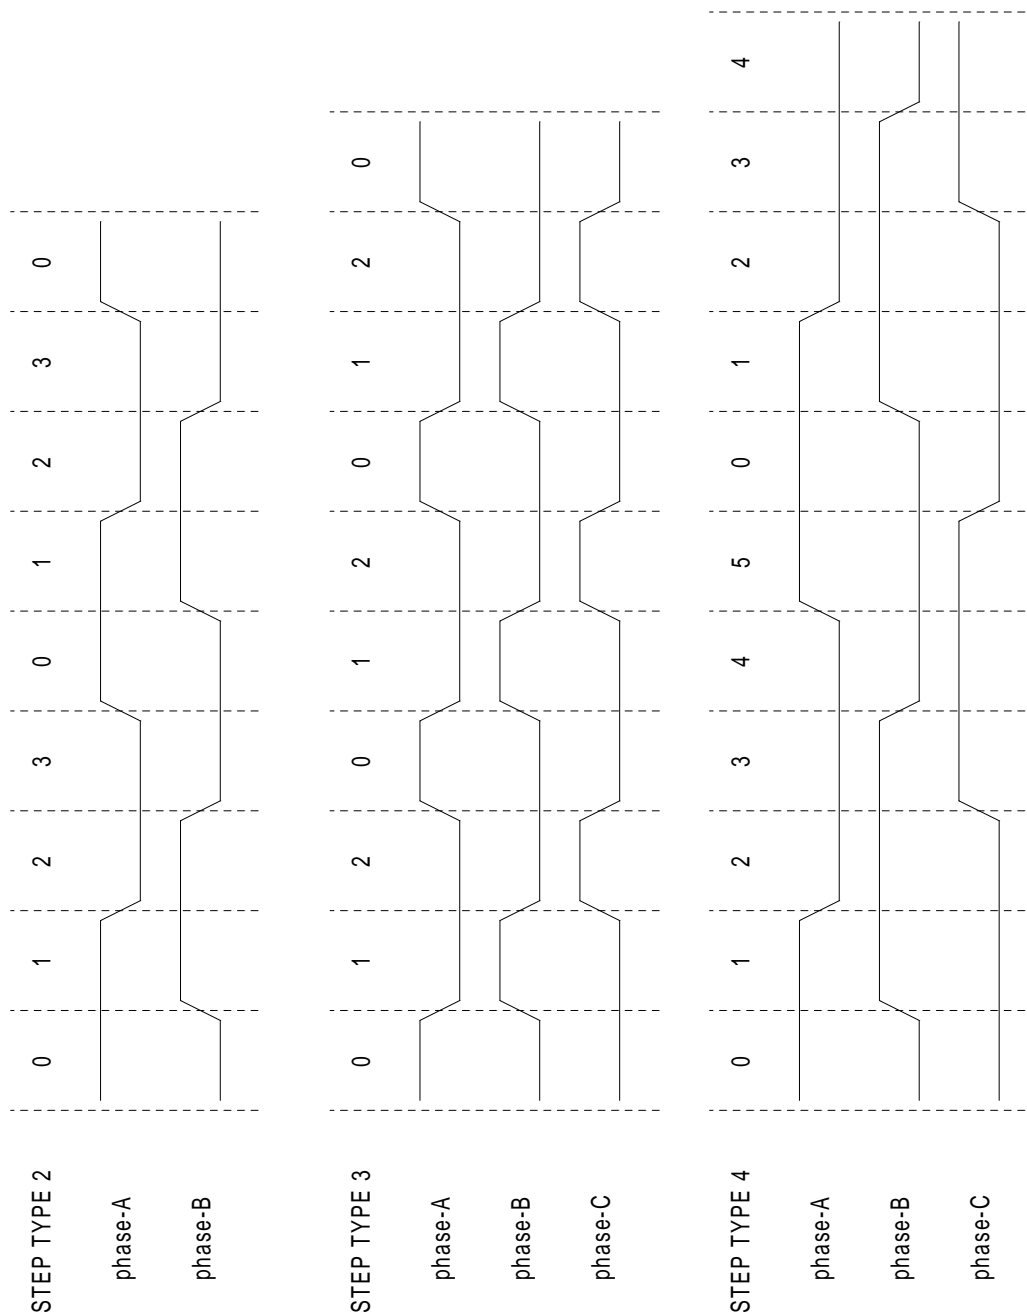 STEP TYPE 2 0 1 2 3 0 1 2 3 0
phase-A
phase-B
STEP TYPE 3 0 1 2 0 1 2 0 1 2 0
phase-A
phase-B
phase-C
STEP TYPE 4 0 1 2 3 4 5 0 1 2 3 4
phase-A
phase-B
phase-C